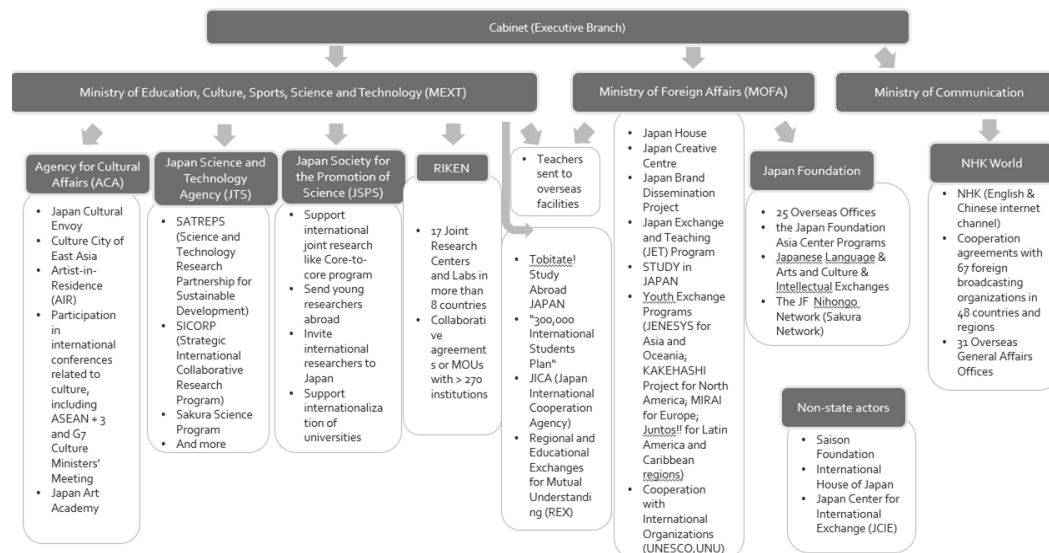 Cabinet (Executive Branch)
Ministry of Education, Culture, Sports, Science and Technology (MEXT)
Ministry of Foreign Affairs (MOFA)
Ministry of Communication
Agency for Cultural
Affairs (ACA)
• Japan Cultural
Envoy
• Culture City of
East Asia
• Artist-in-
Residence (AIR)
• Participation
in
international
conferences
related to
culture,
including
ASEAN + 3
and G7
Culture
Ministers'
Meeting
• Japan Art
Academy
Japan Science and
Technology
Agency (JTS)
• SATREPS
(Science and
Technology
Research
Partnership for
Sustainable
Development)
• SICORP
(Strategic
International
Collaborative
Research
Program)
• Sakura Science
Program
• And more
Japan Society for
the Promotion of
Science (JSPS)
• Support
international
joint research
like Core-to-
core program
• Send young
researchers
abroad
• Invite
international
researchers to
Japan
• Support
internationaliza
tion of
universities
RIKEN
• 17 Joint
Research
Centers
and Labs in
more than
8 countries
• Collaborati
ve
agreement
s or MOUs
with > 270
institutions
• Teachers
sent to
overseas
facilities
• Tobitate!
Study
Abroad
JAPAN
• "300,000
International
Students
Plan"
• JICA (Japan
International
Cooperation
Agency)
• Regional and
Educational
Exchanges
for Mutual
Understandi
ng (REX)
• Japan House
• Japan Creative
Centre
• Japan Brand
Dissemination
Project
• Japan Exchange
and Teaching
(JET) Program
• STUDY in
JAPAN
• Youth Exchange
Programs
(JENESYS for
Asia and
Oceania;
KAKEHASHI
Project for North
America; MIRAI
for Europe;
Juntos!! for Latin
America and
Caribbean
regions)
• Cooperation
with
International
Organizations
(UNESCO,UNU)
Japan Foundation
• 25 Overseas Offices
• the Japan Foundation
Asia Center Programs
• Japanese Language &
Arts and Culture &
Intellectual Exchanges
• The JF Nihongo
Network (Sakura
Network)
Non-state actors
• Saison
Foundation
• International
House of Japan
• Japan Center for
International
Exchange (JCIE)
NHK World
• NHK (English &
Chinese internet
channel)
• Cooperation
agreements with
67 foreign
broadcasting
organizations in
48 countries and
regions
• 31 Overseas
General Affairs
Offices